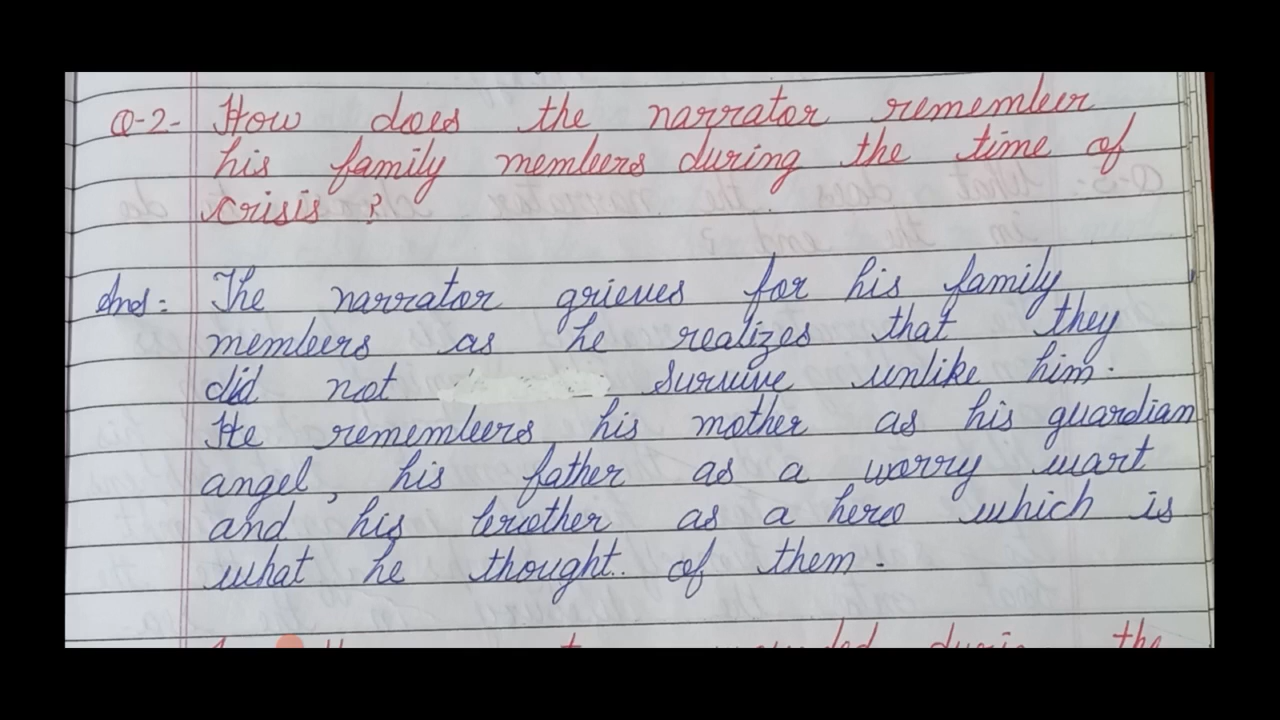 Q-2- How does the narrator remember
his family members during the time of
crisis ?
Ans: The narrator grieves for his family
members as he realizes that they
did not survive unlike him.
He remembers his mother as his guardian
angel, his father as a worry wart
and his brother as a hero which is
what he thought. of them.
the